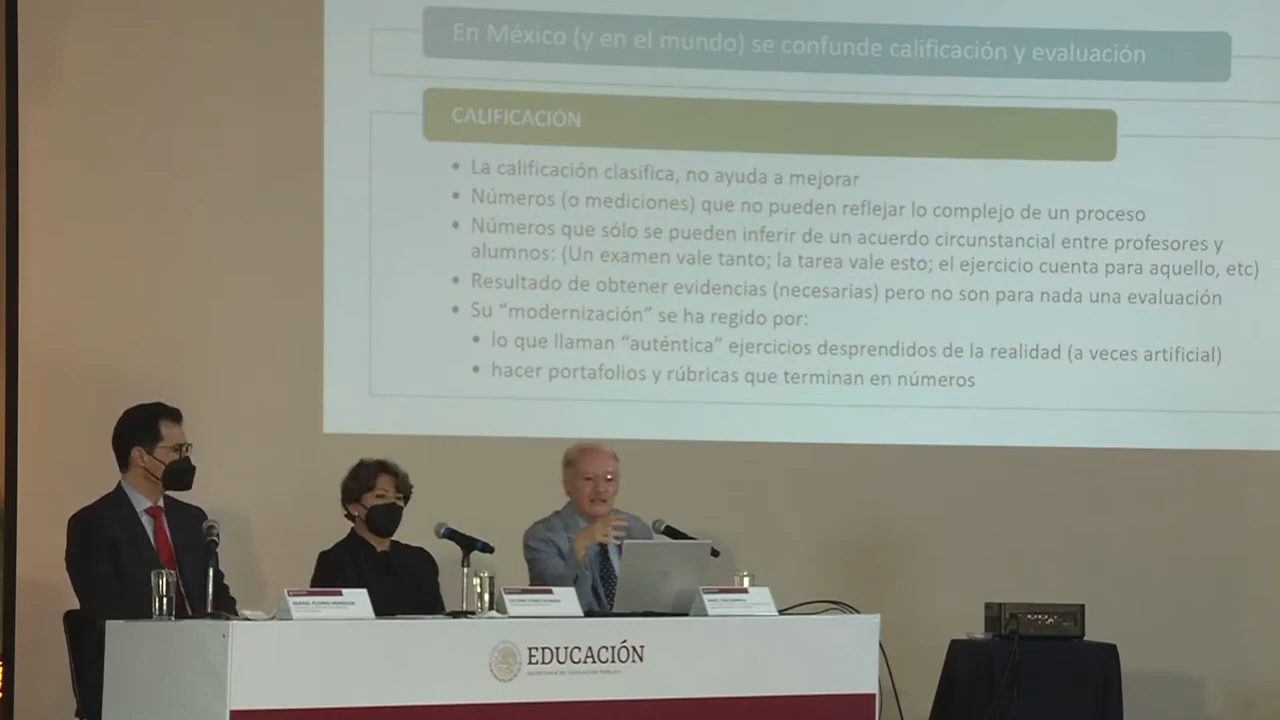 En México (y en el mundo) se confunde calificación y evaluación
CALIFICACIÓN
• La calificación clasifica, no ayuda a mejorar
• Números (o mediciones) que no pueden reflejar lo complejo de un proceso
• Números que sólo se pueden inferir de un acuerdo circunstancial entre profesores y
alumnos: (Un examen vale tanto; la tarea vale esto; el ejercicio cuenta para aquello, etc)
• Resultado de obtener evidencias (necesarias) pero no son para nada una evaluación
• Su “modernización” se ha regido por:
• lo que llaman “auténtica” ejercicios desprendidos de la realidad (a veces artificial)
• hacer portafolios y rúbricas que terminan en números
EDUCACIÓN
SECRETARÍA DE EDUCACIÓN PÚBLICA